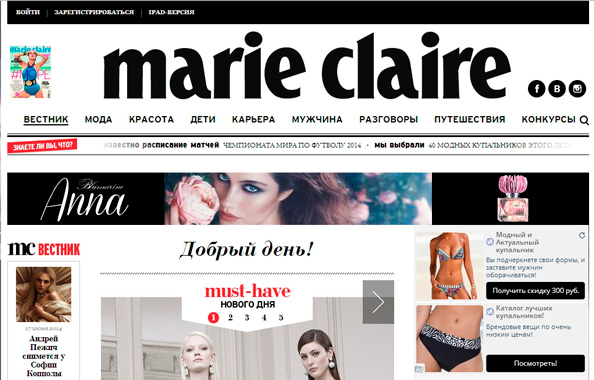 ВОЙТИ | ЗАРЕГИСТРИРОВАТЬСЯ | IPAD-ВЕРСИЯ
marie claire
marie claire
ВЕСТНИК МОДА КРАСОТА ДЕТИ КАРЬЕРА МУЖЧИНА РАЗГОВОРЫ ПУТЕШЕСТВИЯ КОНКУРСЫ
ЗНАЕТЕ ЛИ ВЫ, ЧТО?
известно расписание матчей ЧЕМПИОНАТА МИРА ПО ФУТБОЛУ 2014 • мы выбрали 40 МОДНЫХ КУПАЛЬНИКОВ ЭТОГО ЛЕТА
Blumarine
Anna
mc ВЕСТНИК
17 июня 2014
Андрей
Пежич
снимется у
Софии
Копполы
Добрый день!
must-have
НОВОГО ДНЯ
1 2 3 4 5
Модный и
Актуальный
купальник
Вы подчеркнете свои формы, и
заставите мужчин
оборачиваться!
Получить скидку 300 руб.
Каталог лучших
купальников!
Брендовые вещи по очень
низким ценам!
Посмотреть!